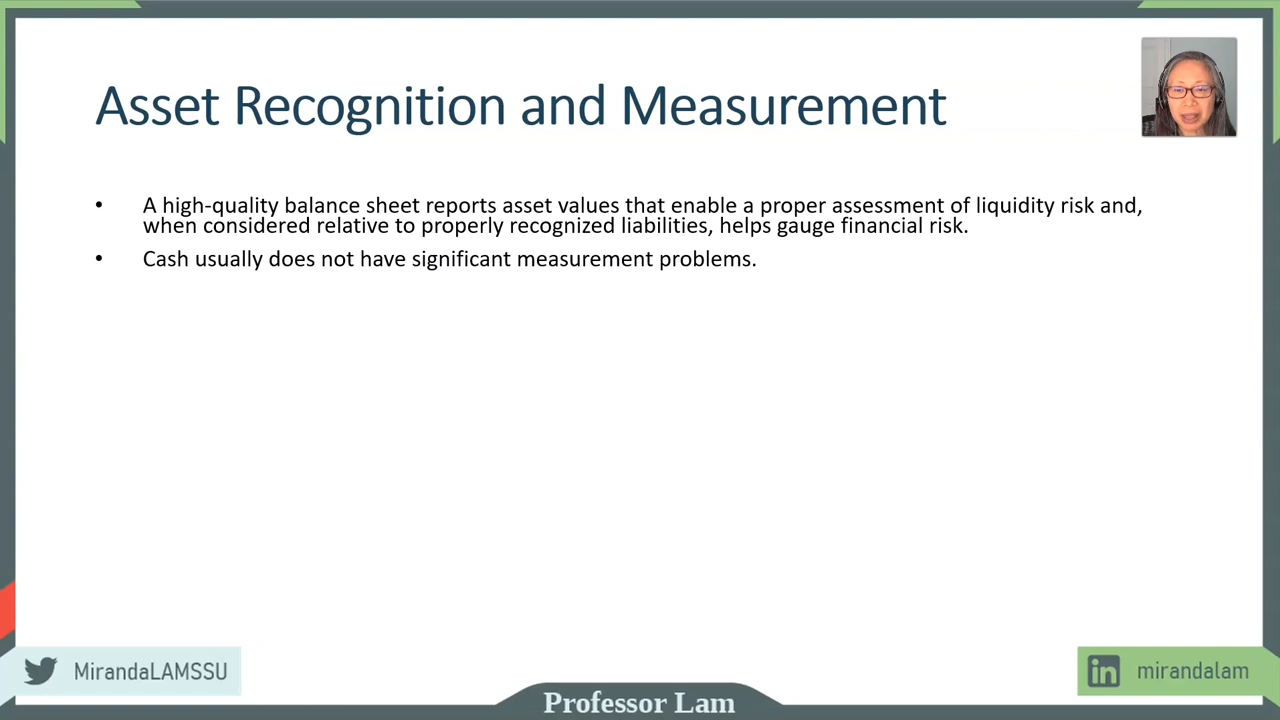 Asset Recognition and Measurement
• A high-quality balance sheet reports asset values that enable a proper assessment of liquidity risk and,
when considered relative to properly recognized liabilities, helps gauge financial risk.
• Cash usually does not have significant measurement problems.
MirandaLAMSSU
in mirandalam
Professor Lam